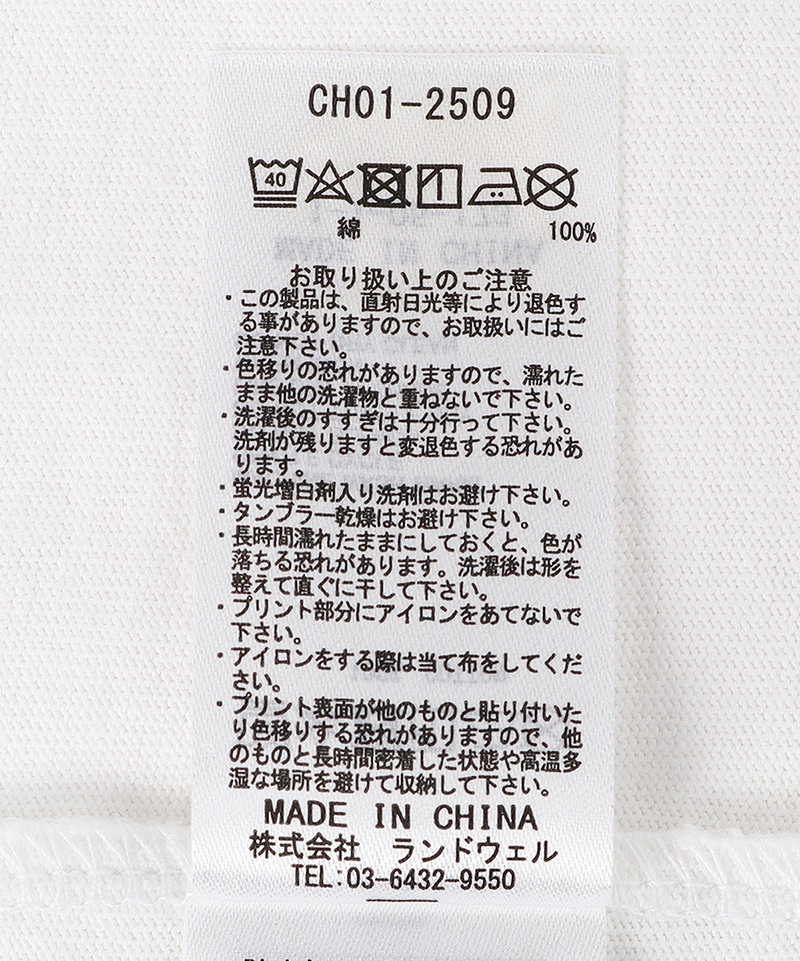 CH01-2509
40
綿 100%
お取り扱い上のご注意
・この製品は、直射日光等により退色す
る事がありますので、お取扱いにはご
注意下さい。
・色移りの恐れがありますので、濡れた
まま他の洗濯物と重ねないで下さい。
・洗濯後のすすぎは十分行って下さい。
洗剤が残りますと変退色する恐れがあ
ります。
・蛍光増白剤入り洗剤はお避け下さい。
・タンブラー乾燥はお避け下さい。
・長時間濡れたままにしておくと、色が
落ちる恐れがあります。洗濯後は形を
整えて直ぐに干して下さい。
・プリント部分にアイロンをあてないで
下さい。
・アイロンをする際は当て布をしてくだ
さい。
・プリント表面が他のものと貼り付いた
り色移りする恐れがありますので、他
のものと長時間密着した状態や高温多
湿な場所を避けて収納して下さい。
MADE IN CHINA
株式会社 ランドウェル
TEL:03-6432-9550